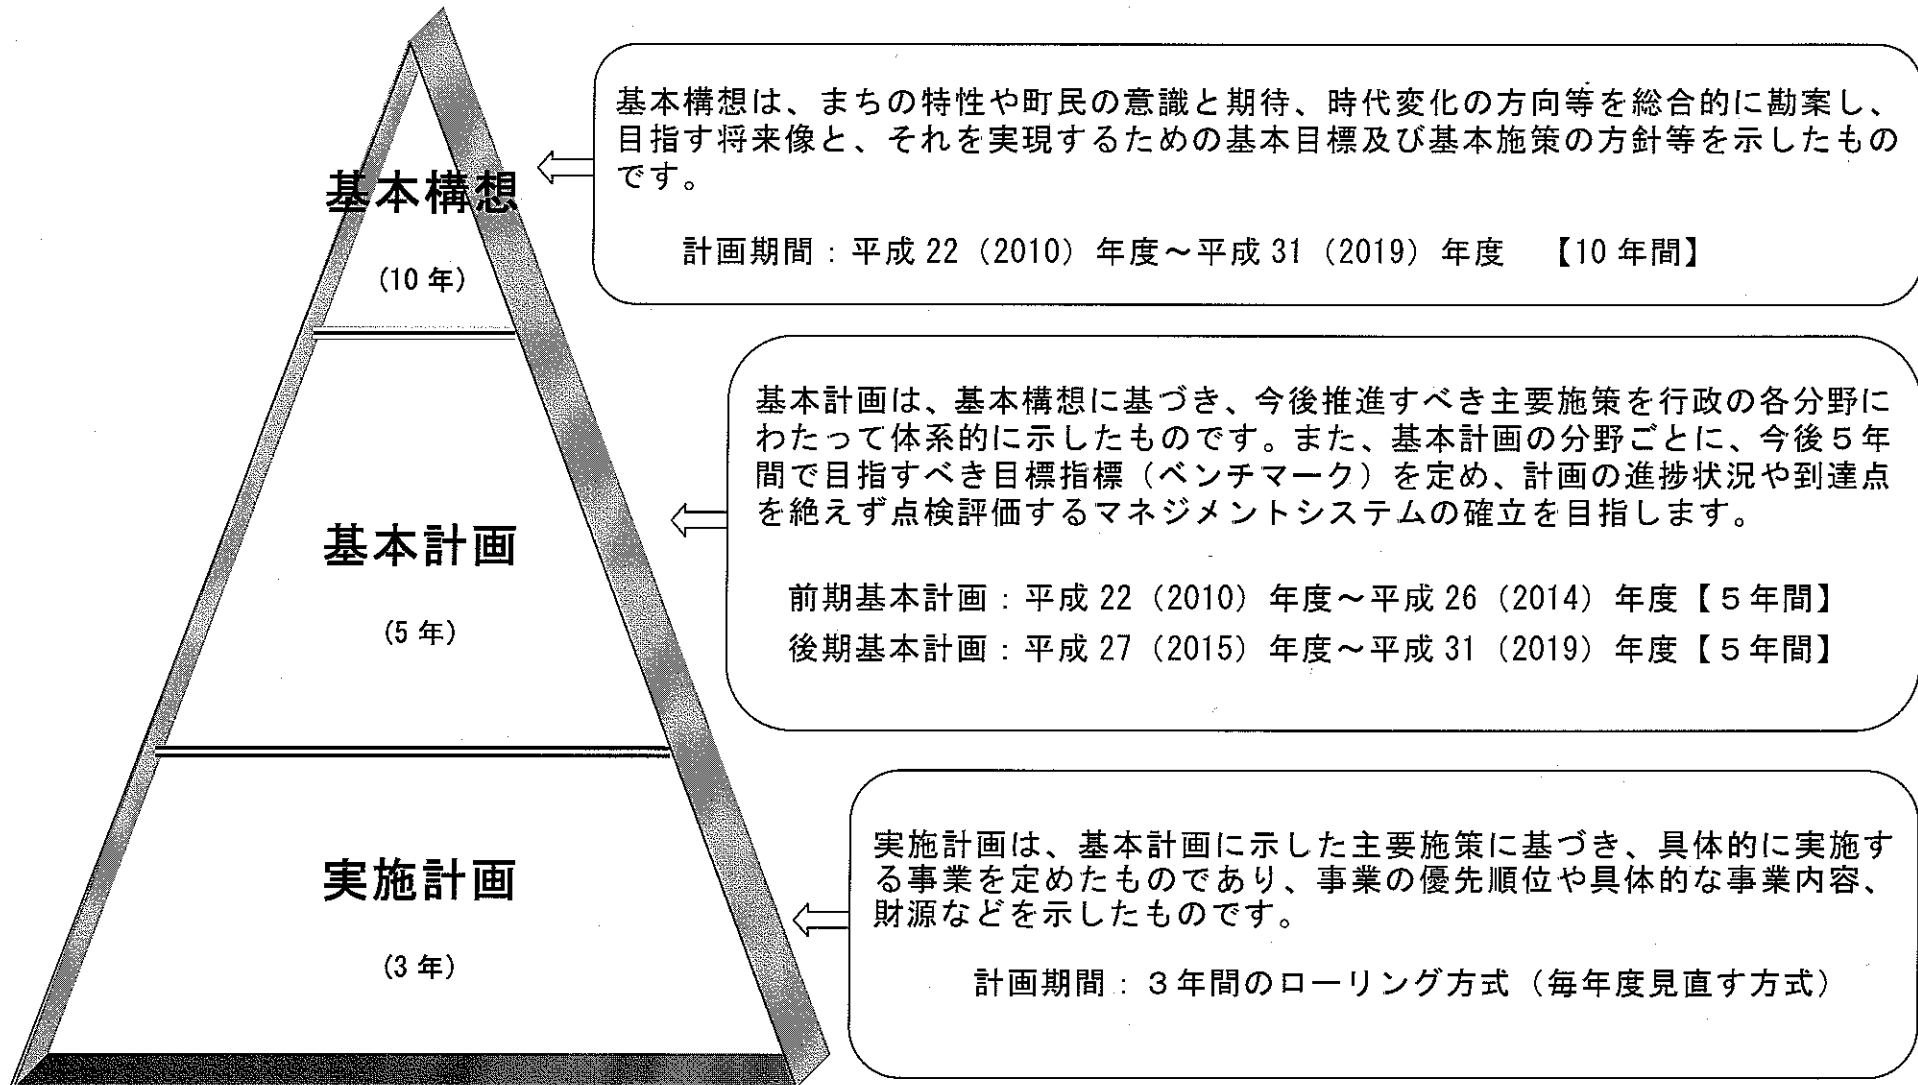 基本構想
(10 年)
基本構想は、まちの特性や町民の意識と期待、時代変化の方向等を総合的に勘案し、
目指す将来像と、それを実現するための基本目標及び基本施策の方針等を示したもの
です。
計画期間：平成 22（2010）年度～平成 31（2019）年度　【10 年間】
基本計画
(5 年)
基本計画は、基本構想に基づき、今後推進すべき主要施策を行政の各分野に
わたって体系的に示したものです。また、基本計画の分野ごとに、今後５年
間で目指すべき目標指標（ベンチマーク）を定め、計画の進捗状況や到達点
を絶えず点検評価するマネジメントシステムの確立を目指します。
前期基本計画：平成 22（2010）年度～平成 26（2014）年度【５年間】
後期基本計画：平成 27（2015）年度～平成 31（2019）年度【５年間】
実施計画
(3 年)
実施計画は、基本計画に示した主要施策に基づき、具体的に実施す
る事業を定めたものであり、事業の優先順位や具体的な事業内容、
財源などを示したものです。
計画期間：３年間のローリング方式（毎年度見直す方式）